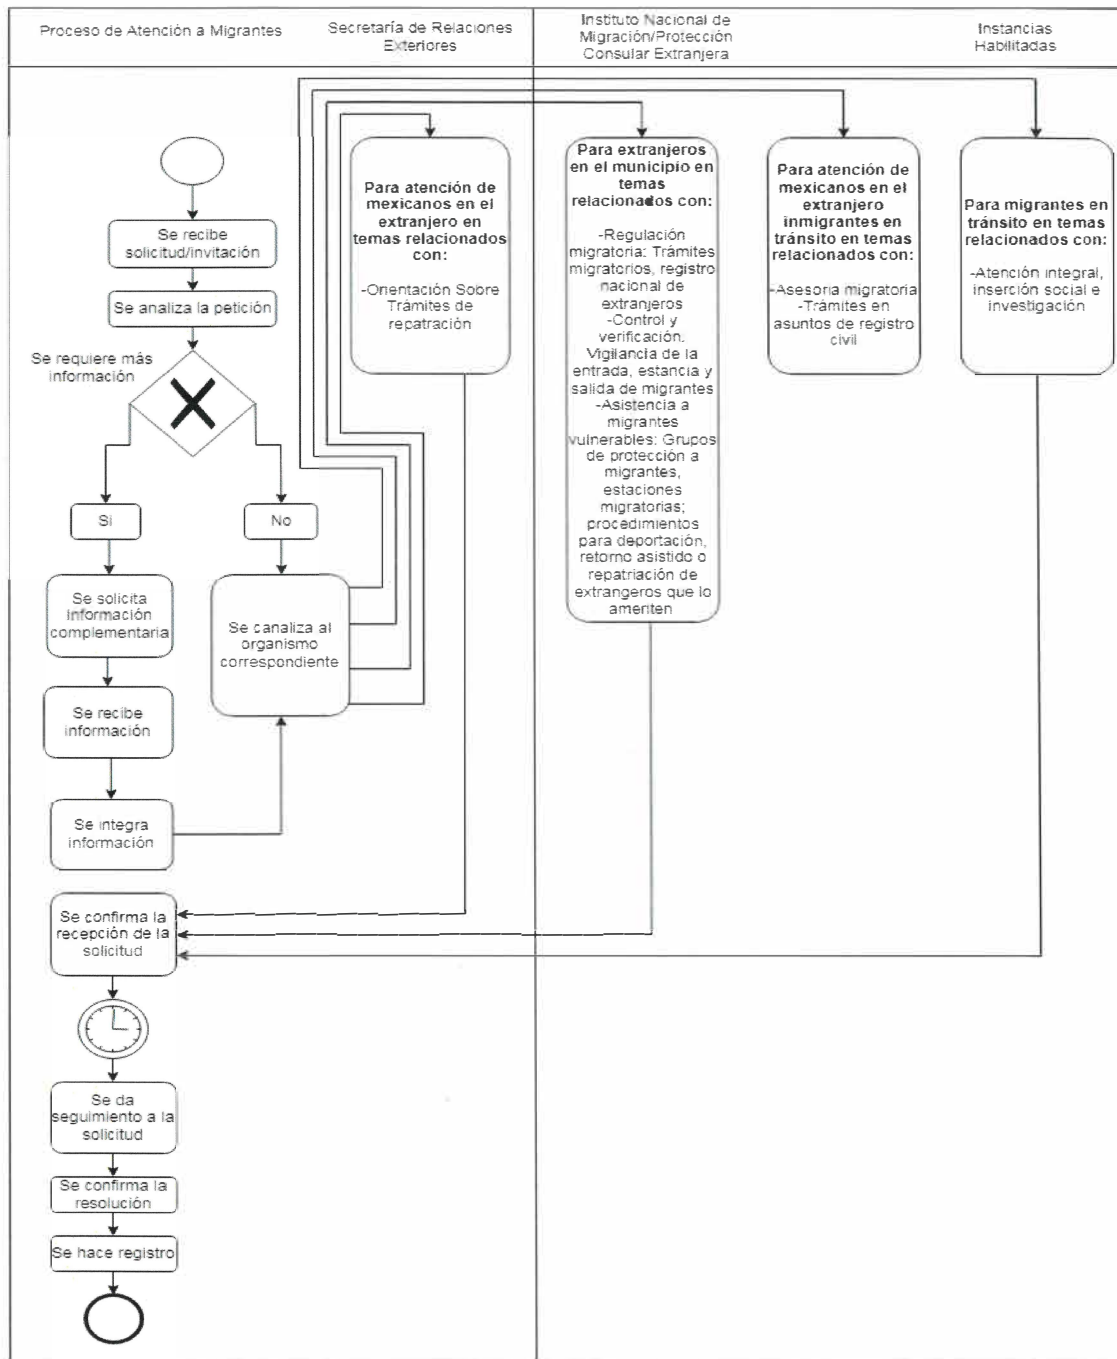 Proceso de Atención a Migrantes
Secretaría de Relaciones
Exteriores
Instituto Nacional de
Migración/Protección
Consular Extranjera
Instancias
Habilitadas
Se recibe
solicitud/invitación
Se analiza la petición
Se requiere más
información
Si
No
Se solicita
información
complementaria
Se canaliza al
organismo
correspondiente
Se recibe
información
Se integra
información
Se confirma la
recepción de la
solicitud
Se da
seguimiento a la
solicitud
Se confirma la
resolución
Se hace registro
Para atención de
mexicanos en el
extranjero en
temas relacionados
con:
-Orientación Sobre
Trámites de
repatración
Para extranjeros
en el municipio en
temas
relacionados con:
-Regulación
migratoria: Trámites
migratorios, registro
nacional de
extranjeros
-Control y
verificación.
Vigilancia de la
entrada, estancia y
salida de migrantes
-Asistencia a
migrantes
vulnerables: Grupos
de protección a
migrantes,
estaciones
migratorias;
procedimientos
para deportación,
retorno asistido o
repatriación de
extrangeros que lo
ameriten
Para atención de
mexicanos en el
extranjero
inmigrantes en
tránsito en temas
relacionados con:
-Asesoria migratoria
-Trámites en
asuntos de registro
civil
Para migrantes en
tránsito en temas
relacionados con:
-Atención integral,
inserción social e
investigación